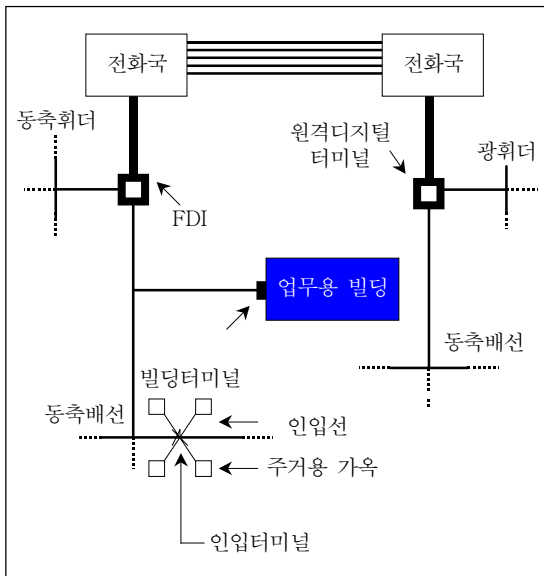 전화국
전화국
동축휘더
원격디지털
터미널
광휘더
FDI
업무용 빌딩
동축배선
빌딩터미널
동축배선
인입선
주거용 가옥
인입터미널